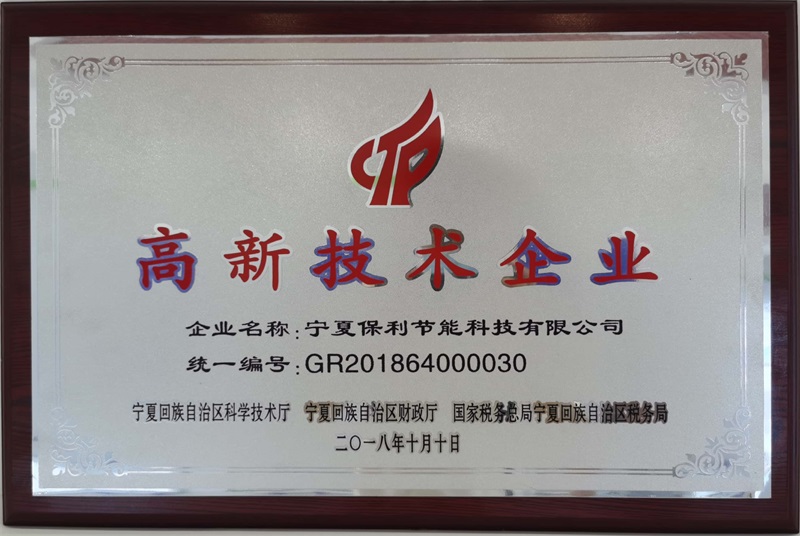 CTP
高新技术企业
企业名称:宁夏保利节能科技有限公司
统一编号:GR201864000030
宁夏回族自治区科学技术厅 宁夏回族自治区财政厅 国家税务总局宁夏回族自治区税务局
二〇一八年十月十日